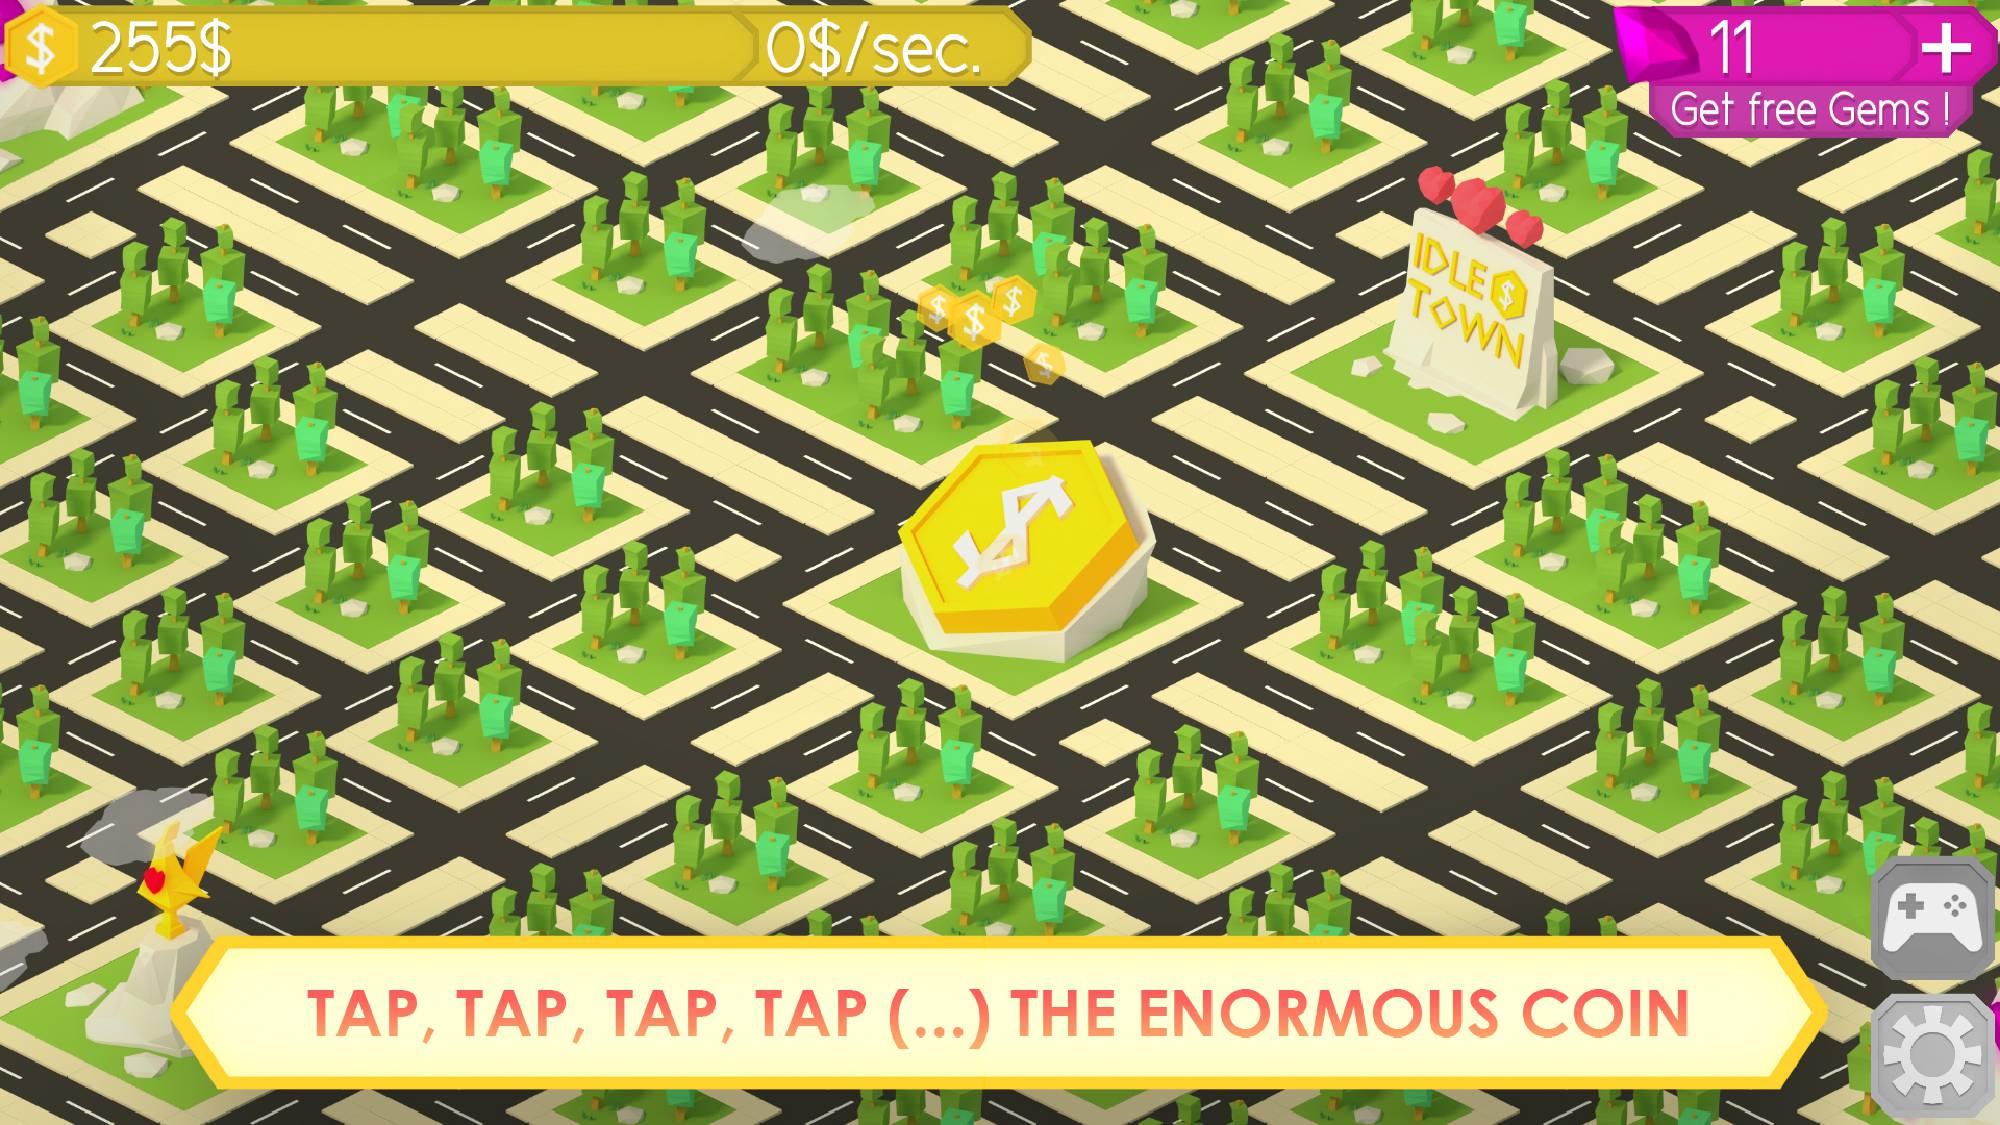 255$
0$/sec.
11 +
Get free Gems !
IDLE $
TOWN
TAP, TAP, TAP, TAP (...) THE ENORMOUS COIN